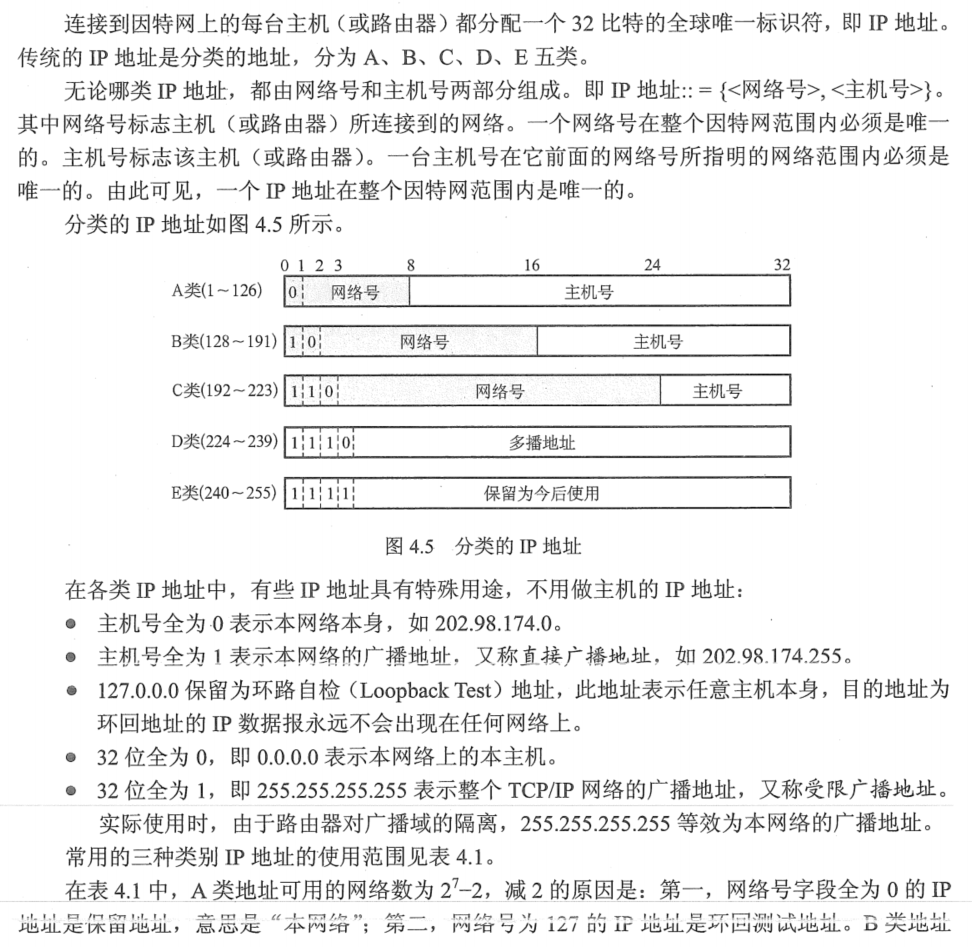 连接到因特网上的每台主机（或路由器）都分配一个 32 比特的全球唯一标识符，即 IP 地址。
传统的 IP 地址是分类的地址，分为 A、B、C、D、E 五类。
无论哪类 IP 地址，都由网络号和主机号两部分组成。即 IP 地址:: = {<网络号>, <主机号>}。
其中网络号标志主机（或路由器）所连接到的网络。一个网络号在整个因特网范围内必须是唯一
的。主机号标志该主机（或路由器）。一台主机号在它前面的网络号所指明的网络范围内必须是
唯一的。由此可见，一个 IP 地址在整个因特网范围内是唯一的。
分类的 IP 地址如图 4.5 所示。
0 1 2 3 8 16 24 32
A类(1～126) 0 网络号 主机号
B类(128～191) 1 0 网络号 主机号
C类(192～223) 1 1 0 网络号 主机号
D类(224～239) 1 1 1 0 多播地址
E类(240～255) 1 1 1 1 保留为今后使用
图 4.5 分类的 IP 地址
在各类 IP 地址中，有些 IP 地址具有特殊用途，不用做主机的 IP 地址：
● 主机号全为 0 表示本网络本身，如 202.98.174.0。
● 主机号全为 1 表示本网络的广播地址，又称直接广播地址，如 202.98.174.255。
● 127.0.0.0 保留为环路自检（Loopback Test）地址，此地址表示任意主机本身，目的地址为
环回地址的 IP 数据报永远不会出现在任何网络上。
● 32 位全为 0，即 0.0.0.0 表示本网络上的本主机。
● 32 位全为 1，即 255.255.255.255 表示整个 TCP/IP 网络的广播地址，又称受限广播地址。
实际使用时，由于路由器对广播域的隔离，255.255.255.255 等效为本网络的广播地址。
常用的三种类别 IP 地址的使用范围见表 4.1。
在表 4.1 中，A 类地址可用的网络数为 2⁷−2，减 2 的原因是：第一，网络号字段全为 0 的 IP
地址是保留地址，意思是“本网络”；第二，网络号为 127 的 IP 地址是环回测试地址。B 类地址